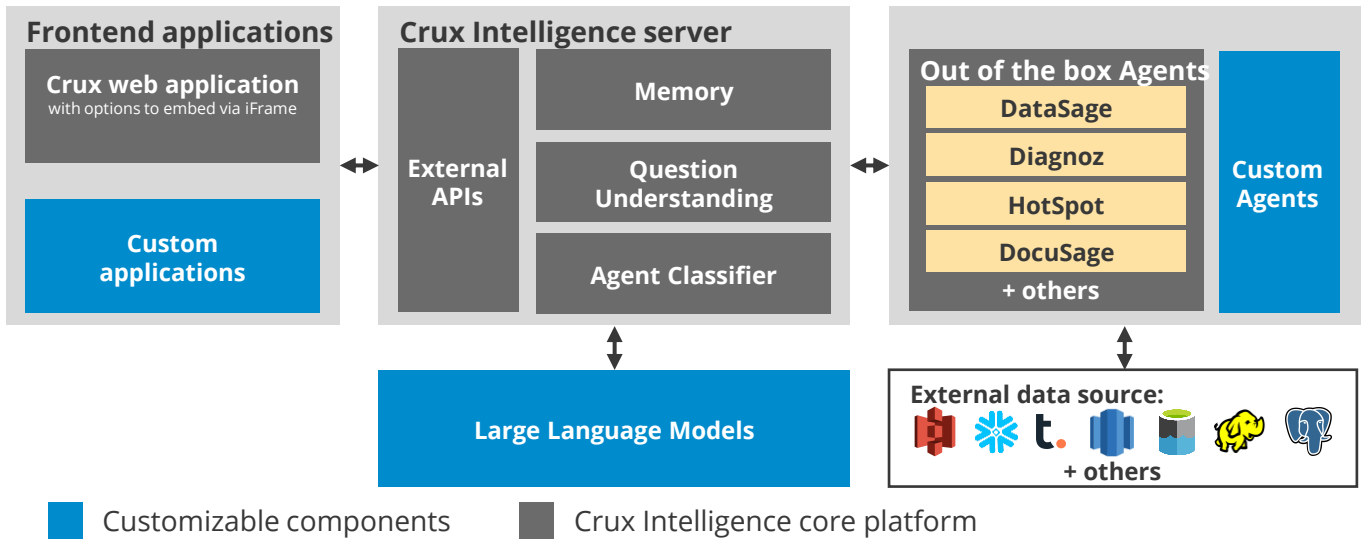 Frontend applications
Crux web application
with options to embed via iFrame
Custom
applications
Crux Intelligence server
External
APIs
Memory
Question
Understanding
Agent Classifier
Out of the box Agents
DataSage
Diagnoz
HotSpot
DocuSage
+ others
Custom
Agents
Large Language Models
External data source:
t.
+ others
Customizable components
Crux Intelligence core platform